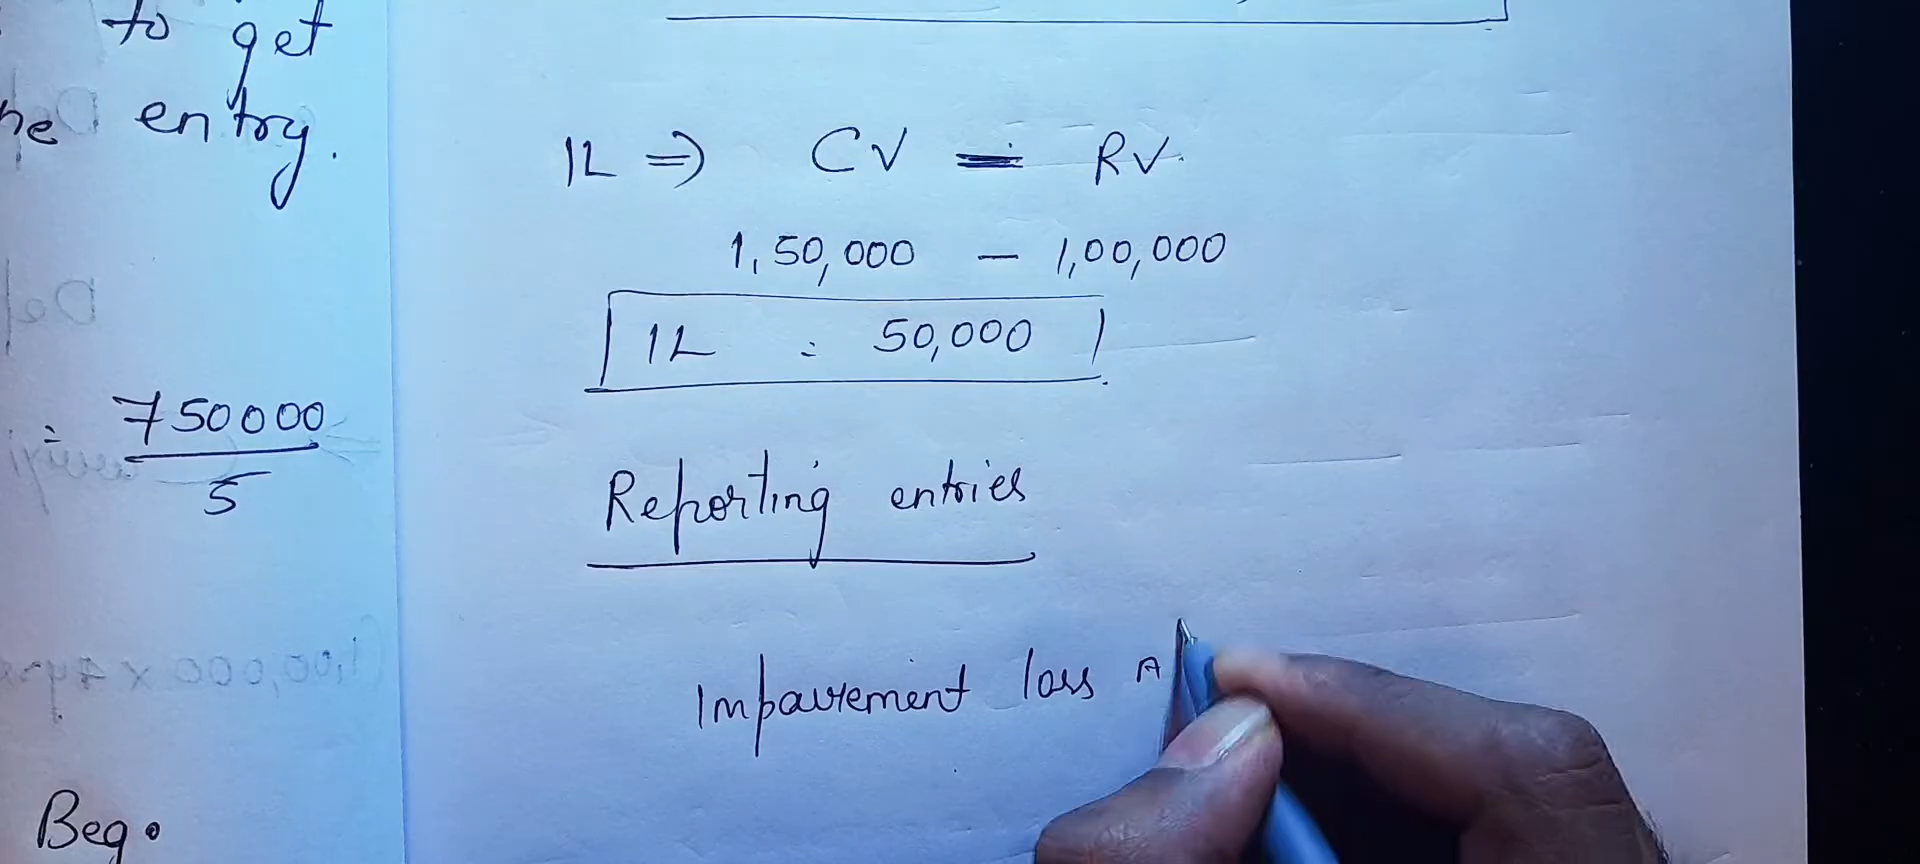 to get
he entry.
750000
5
Beg.
IL ⇒ CV - RV.
1,50,000 - 1,00,000
IL : 50,000
Reporting entries
Impairement loss A